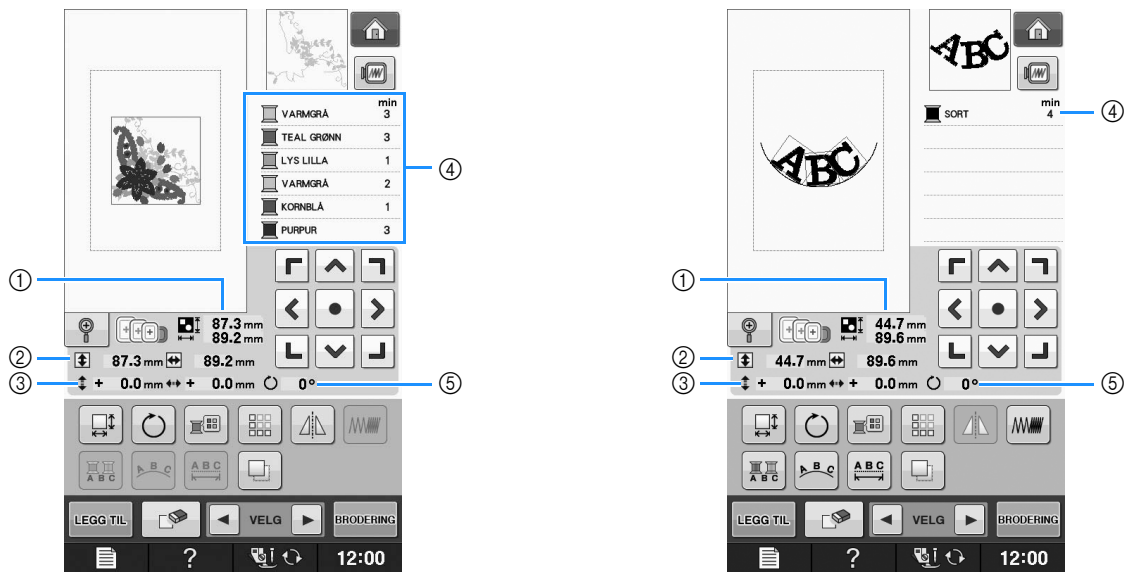 min
VARMGRÅ 3
TEAL GRØNN 3
LYS LILLA 1
VARMGRÅ 2
KORNBLÅ 1
PURPUR 3
④
①
87.3 mm
89.2 mm
②
87.3 mm 89.2 mm
③
+ 0.0 mm + 0.0 mm 0°
⑤
A B C
A B C
A B C
LEGG TIL
VELG
BRODERING
?
12:00
ABC
min
SORT 4
④
ABC
①
44.7 mm
89.6 mm
②
44.7 mm 89.6 mm
③
+ 0.0 mm + 0.0 mm 0°
⑤
A B C
A B C
A B C
LEGG TIL
VELG
BRODERING
?
12:00